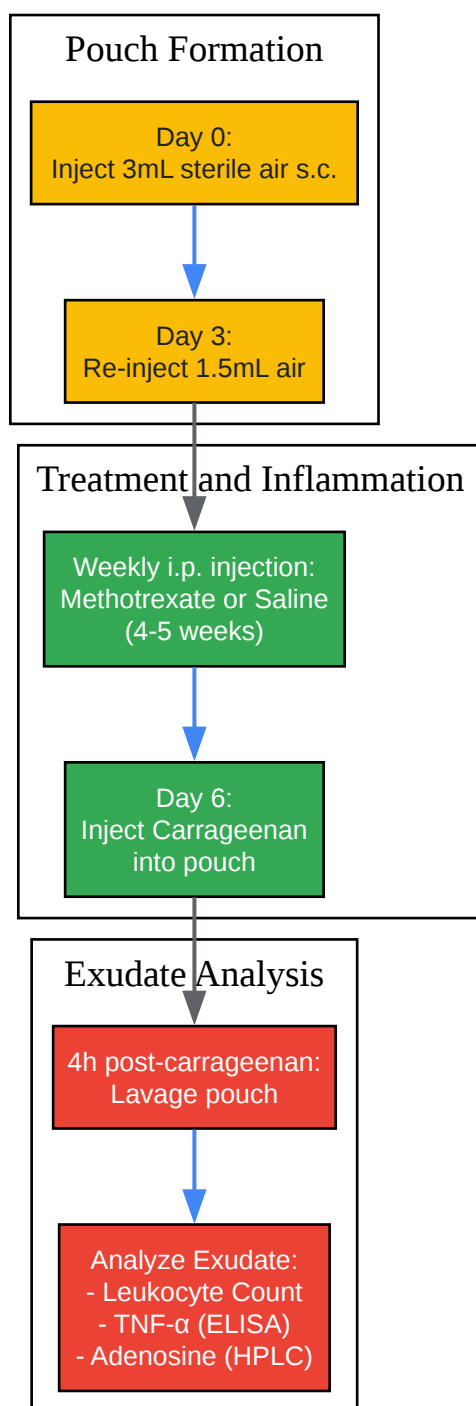 Pouch Formation
Day 0:
Inject 3mL sterile air s.c.
Day 3:
Re-inject 1.5mL air
Treatment and Inflammation
Weekly i.p. injection:
Methotrexate or Saline
(4-5 weeks)
Day 6:
Inject Carrageenan
into pouch
Exudate Analysis
4h post-carrageenan:
Lavage pouch
Analyze Exudate:
- Leukocyte Count
- TNF-α (ELISA)
- Adenosine (HPLC)